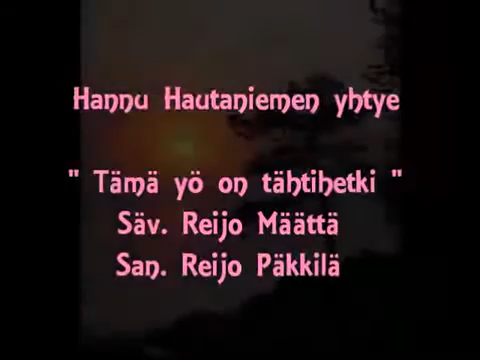 Hannu Hautaniemen yhtye
" Tämä yö on tähtihetki "
Säv. Reijo Määttä
San. Reijo Päkkilä